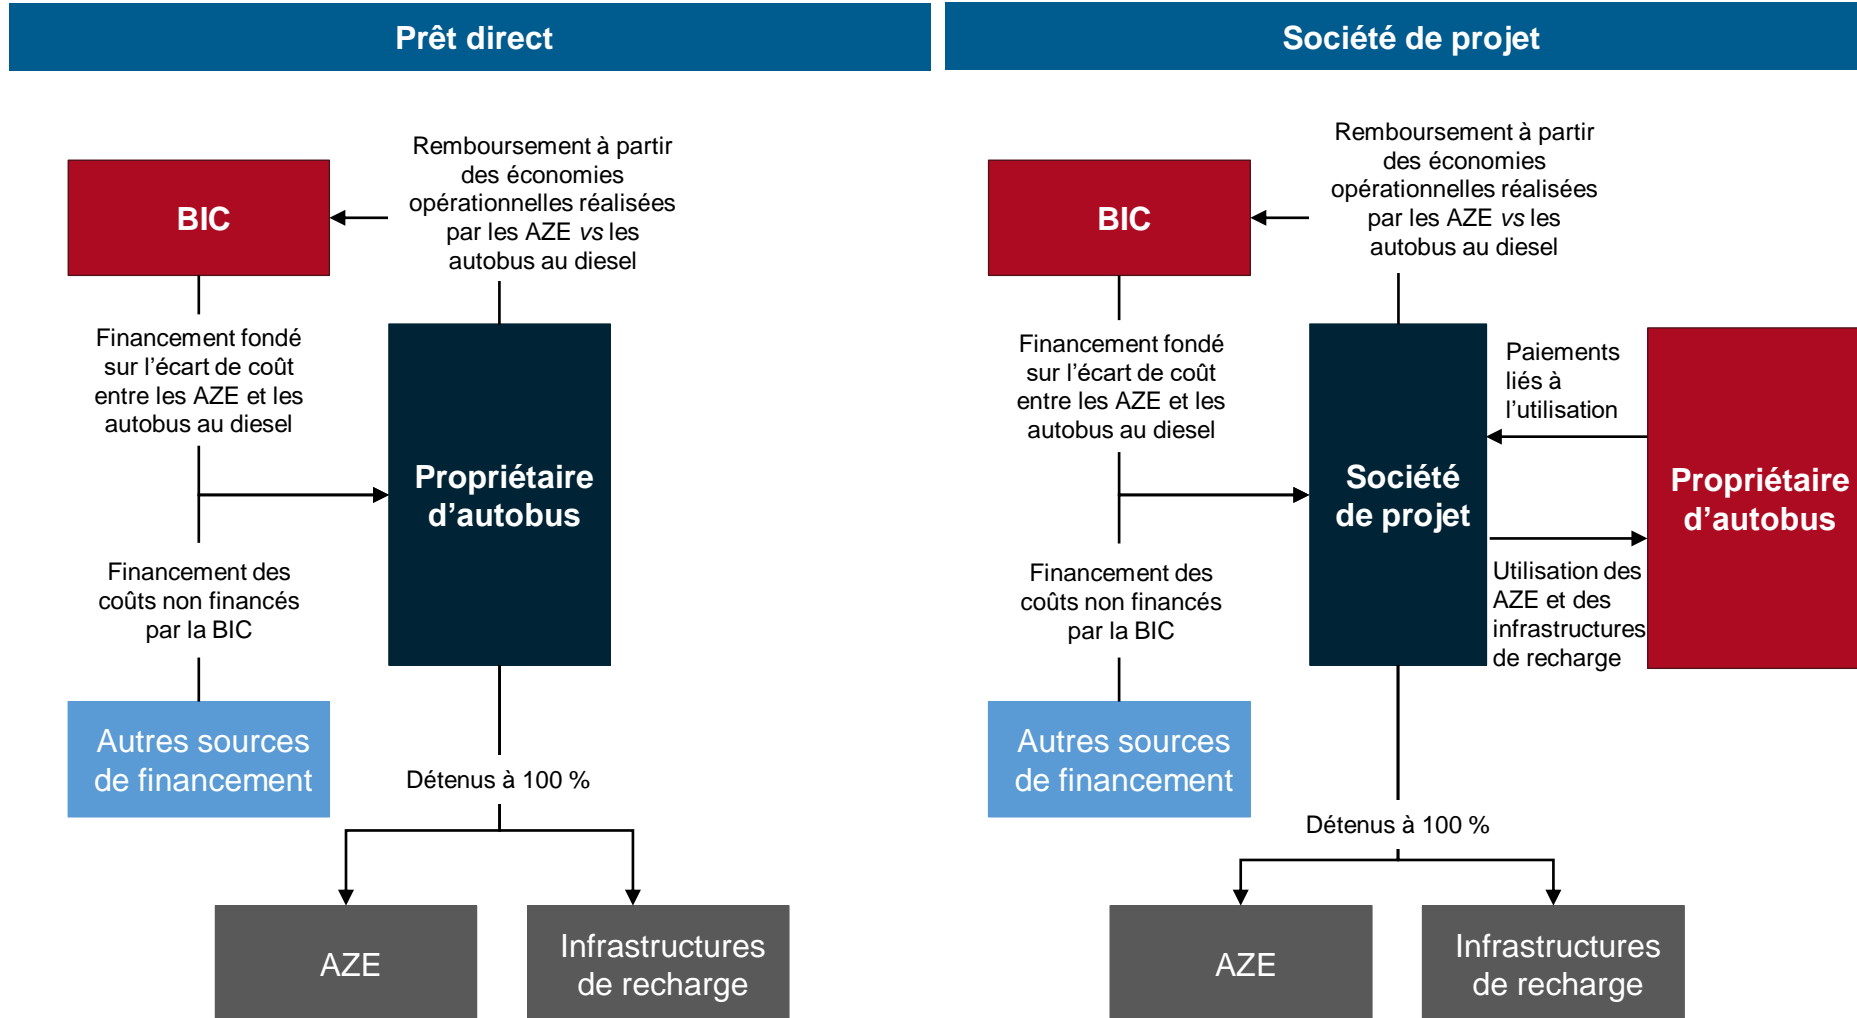 Prêt direct
Remboursement à partir
des économies
opérationnelles réalisées
par les AZE vs les
autobus au diesel
BIC
Financement fondé
sur l’écart de coût
entre les AZE et les
autobus au diesel
Propriétaire
d’autobus
Financement des
coûts non financés
par la BIC
Autres sources
de financement
Détenus à 100 %
AZE
Infrastructures
de recharge
Société de projet
Remboursement à partir
des économies
opérationnelles réalisées
par les AZE vs les
autobus au diesel
BIC
Financement fondé
sur l’écart de coût
entre les AZE et les
autobus au diesel
Société
de projet
Paiements
liés à
l’utilisation
Propriétaire
d’autobus
Utilisation des
AZE et des
infrastructures
de recharge
Financement des
coûts non financés
par la BIC
Autres sources
de financement
Détenus à 100 %
AZE
Infrastructures
de recharge